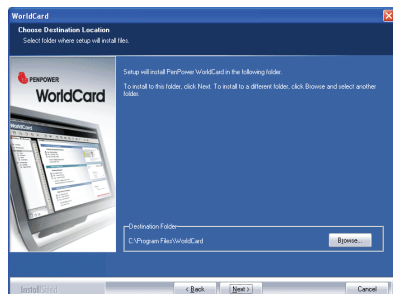 WorldCard
Choose Destination Location
Select folder where setup will install files.
PENPOWER
WorldCard
WorldCard
Setup will install PenPower WorldCard in the following folder.
To install to this folder, click Next. To install to a different folder, click Browse and select another
folder.
Destination Folder
C:\Program Files\WorldCard
Browse...
InstallShield
< Back
Next >
Cancel